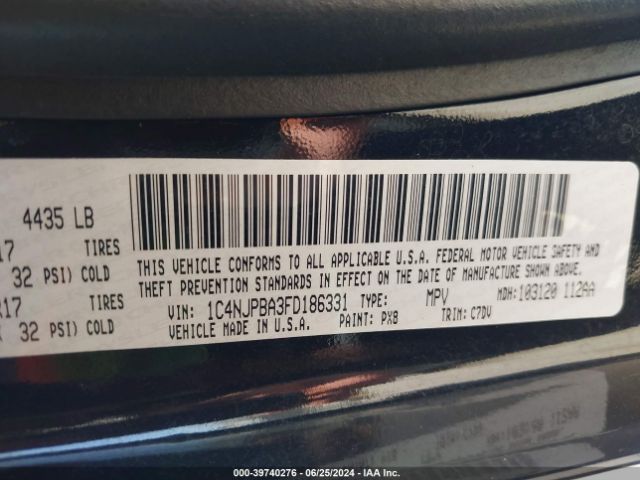 4435 LB
17 TIRES
32 PSI) COLD
R17 TIRES
32 PSI) COLD
THIS VEHICLE CONFORMS TO ALL APPLICABLE U.S.A. FEDERAL MOTOR VEHICLE SAFETY AND
THEFT PREVENTION STANDARDS IN EFFECT ON THE DATE OF MANUFACTURE SHOWN ABOVE.
VIN: 1C4NJPBA3FD186331 TYPE: MPV MDH: 103120 112AA
VEHICLE MADE IN U.S.A. PAINT: PX8 TRIM: C7DV
000-39740276 | 06/25/2024 | IAA Inc.